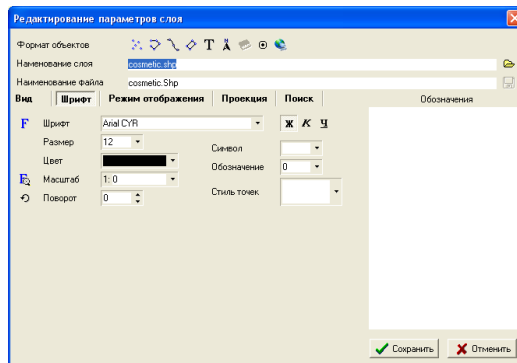 Редактирование параметров слоя
Формат объектов T
Наменование слоя cosmetic.shp
Наименование файла cosmetic.Shp
Вид Шрифт Режим отображения Проекция Поиск Обозначения
F Шрифт Arial CYR Ж К Ч
Размер 12 Символ
Цвет Обозначение 0
Масштаб 1: 0 Стиль точек
Поворот 0
Сохранить Отменить